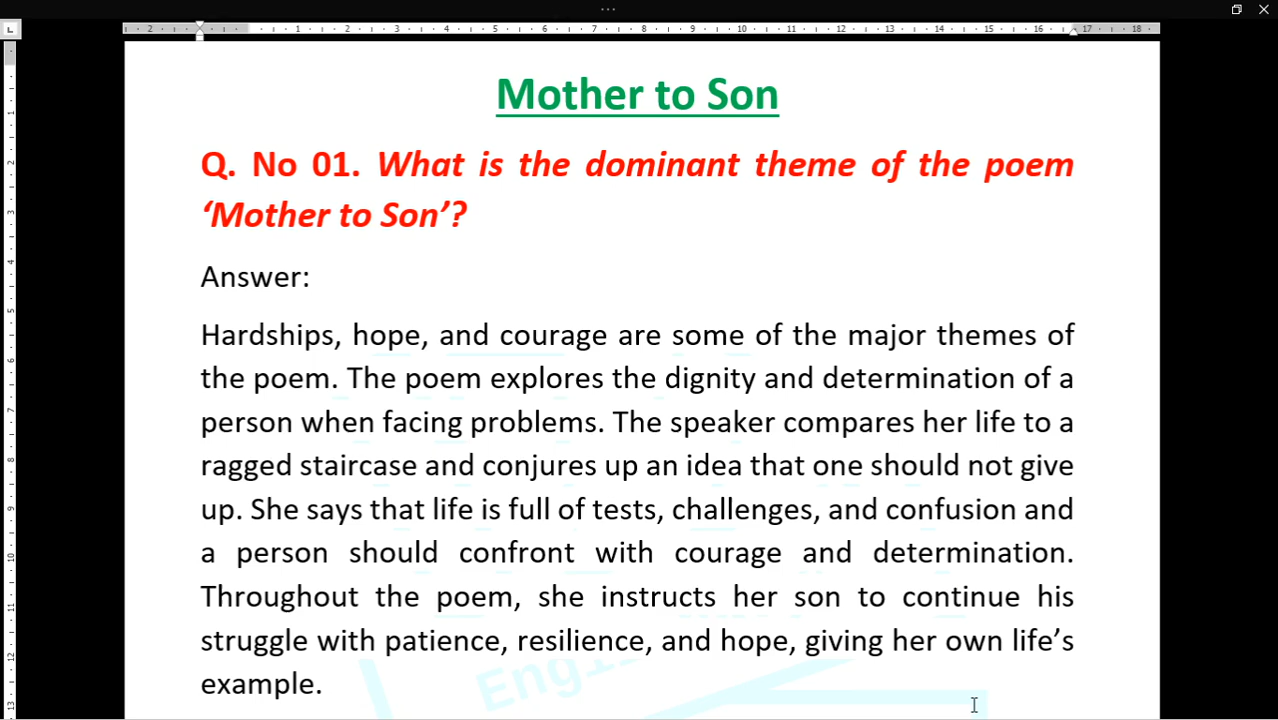 Mother to Son
Q. No 01. What is the dominant theme of the poem
‘Mother to Son’?
Answer:
Hardships, hope, and courage are some of the major themes of
the poem. The poem explores the dignity and determination of a
person when facing problems. The speaker compares her life to a
ragged staircase and conjures up an idea that one should not give
up. She says that life is full of tests, challenges, and confusion and
a person should confront with courage and determination.
Throughout the poem, she instructs her son to continue his
struggle with patience, resilience, and hope, giving her own life’s
example.